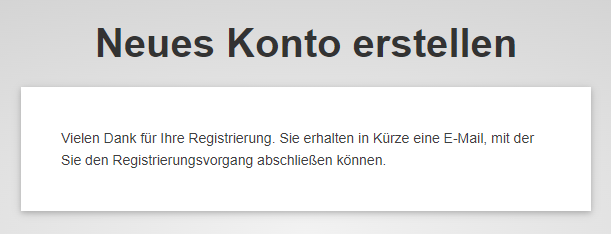 Neues Konto erstellen
Vielen Dank für Ihre Registrierung. Sie erhalten in Kürze eine E-Mail, mit der
Sie den Registrierungsvorgang abschließen können.